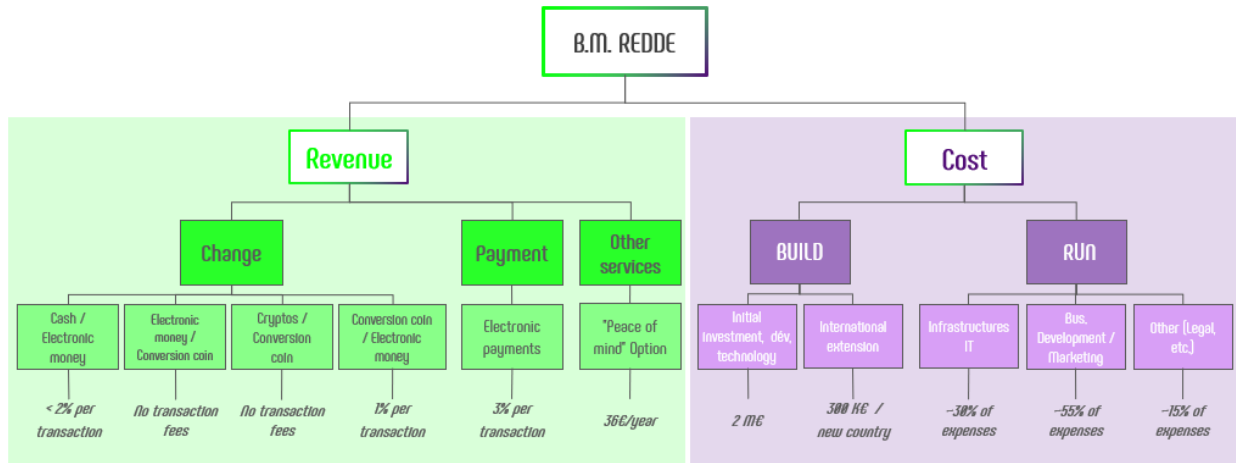 B.M. REDDE
Revenue
Cost
Change
Payment
Other
services
BUILD
RUN
Cash /
Electronic
money
Electronic
money /
Conversion coin
Cryptos /
Conversion
coin
Conversion coin
/ Electronic
money
Electronic
payments
"Peace of
mind" Option
Initial
investment, dév,
technology
International
extension
Infrastructures
IT
Bus.
Development /
Marketing
Other (Legal,
etc.)
< 2% per
transaction
No transaction
fees
No transaction
fees
1% per
transaction
3% per
transaction
36€/year
2 M€
300 K€ /
new country
~30% of
expenses
~55% of
expenses
~15% of
expenses